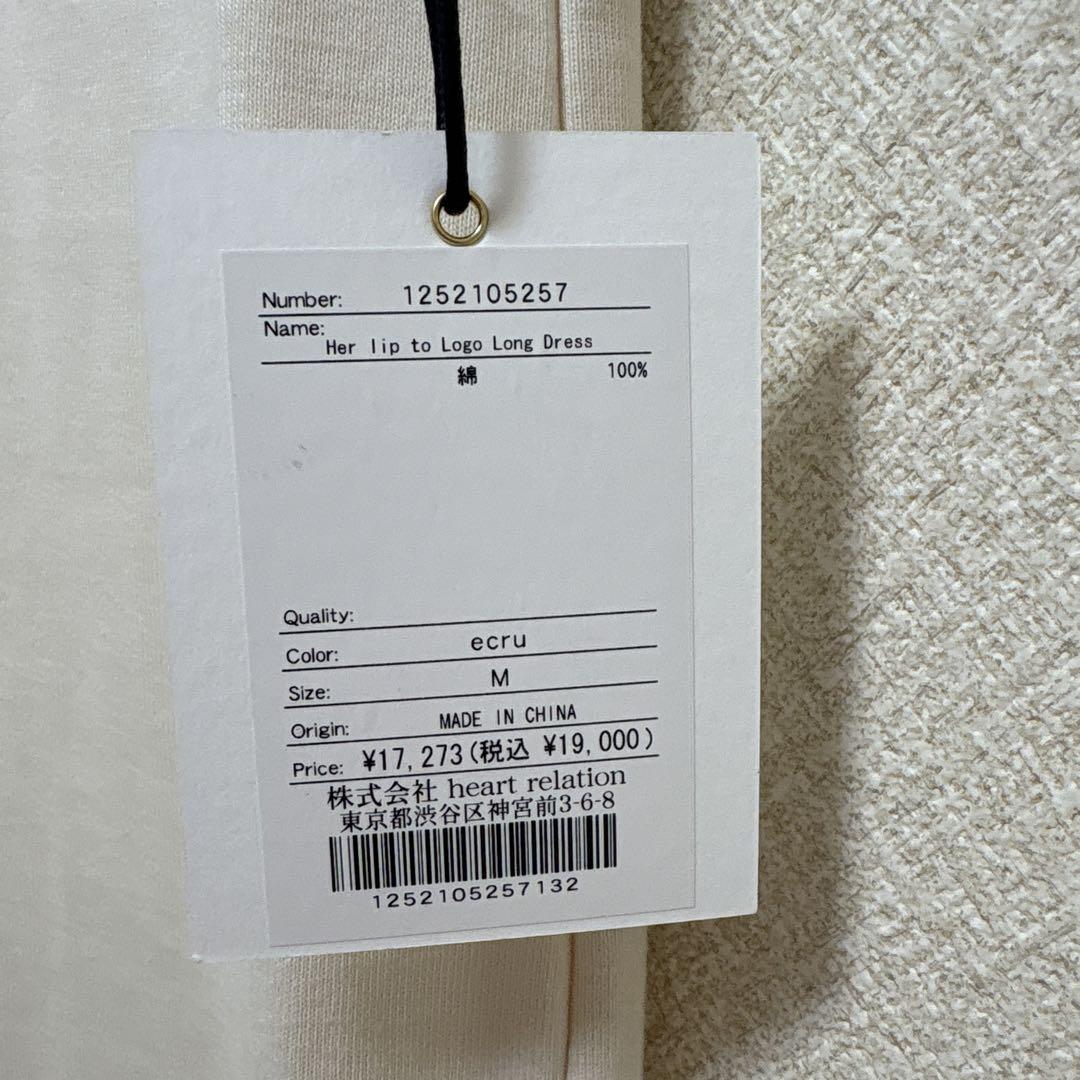 Number: 1252105257
Name:
Her lip to Logo Long Dress
綿 100%
Quality:
Color: ecru
Size: M
Origin: MADE IN CHINA
Price: ¥17,273(税込 ¥19,000)
株式会社 heart relation
東京都渋谷区神宮前3-6-8
1252105257132